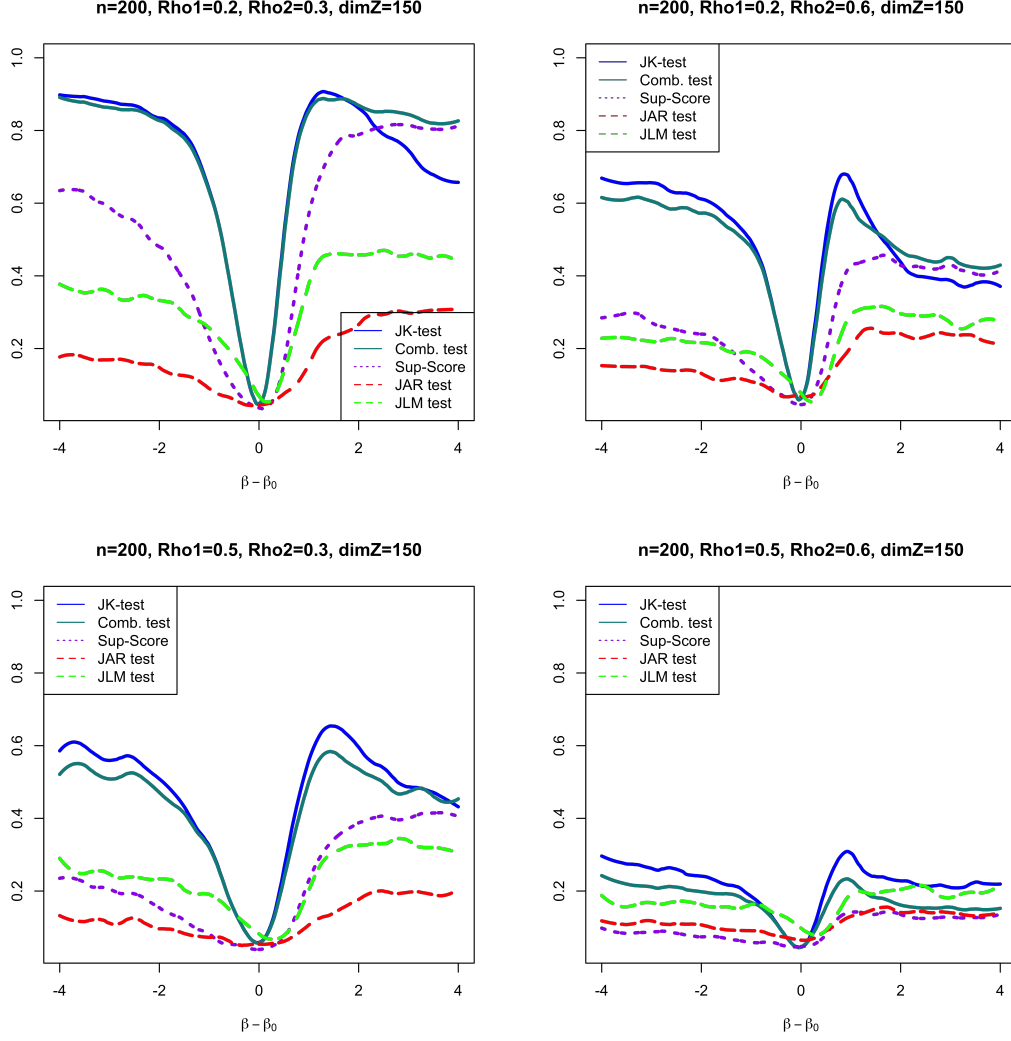 n=200, Rho1=0.2, Rho2=0.3, dimZ=150
1.0
0.8
0.6
0.4
0.2
JK-test
Comb. test
Sup-Score
JAR test
JLM test
-4 -2 0 2 4
β − β0
n=200, Rho1=0.2, Rho2=0.6, dimZ=150
JK-test
Comb. test
Sup-Score
JAR test
JLM test
1.0
0.8
0.6
0.4
0.2
-4 -2 0 2 4
β − β0
n=200, Rho1=0.5, Rho2=0.3, dimZ=150
JK-test
Comb. test
Sup-Score
JAR test
JLM test
1.0
0.8
0.6
0.4
0.2
-4 -2 0 2 4
β − β0
n=200, Rho1=0.5, Rho2=0.6, dimZ=150
JK-test
Comb. test
Sup-Score
JAR test
JLM test
1.0
0.8
0.6
0.4
0.2
-4 -2 0 2 4
β − β0